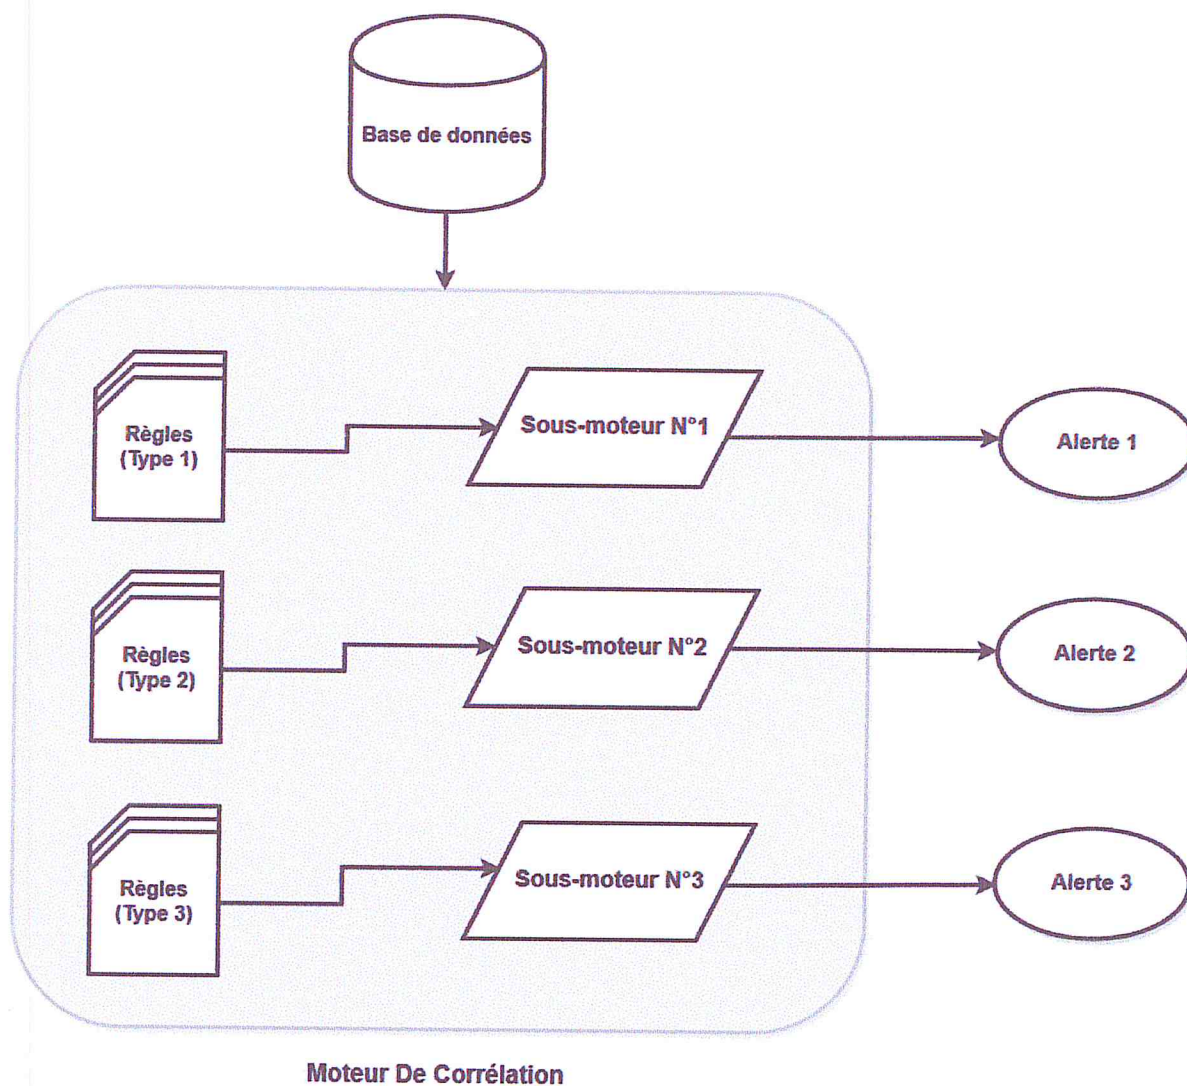 Base de données
Règles
(Type 1)
Sous-moteur N°1
Alerte 1
Règles
(Type 2)
Sous-moteur N°2
Alerte 2
Règles
(Type 3)
Sous-moteur N°3
Alerte 3
Moteur De Corrélation